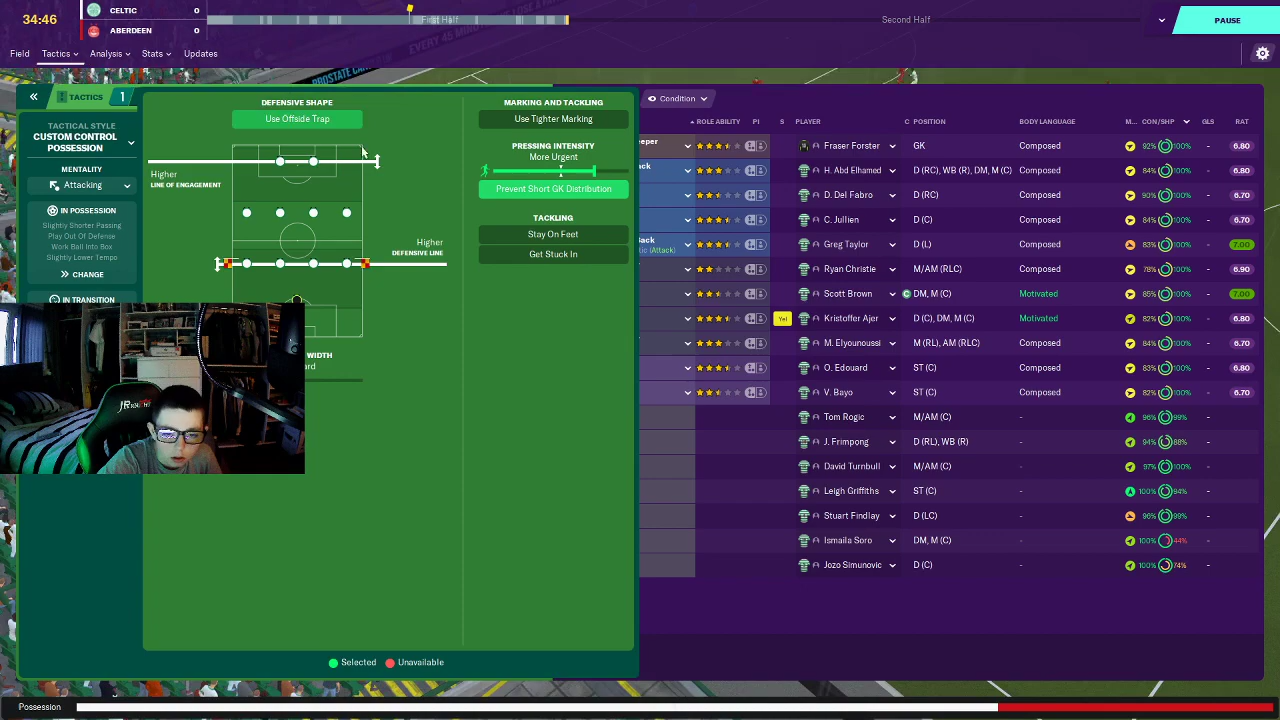 34:46
CELTIC 0
ABERDEEN 0
First Half
Second Half
PAUSE
Field
Tactics
Analysis
Stats
Updates
TACTICS
1
TACTICAL STYLE
CUSTOM CONTROL
POSSESSION
MENTALITY
Attacking
IN POSSESSION
Slightly Shorter Passing
Play Out Of Defence
Work Ball Into Box
Slightly Lower Tempo
CHANGE
IN TRANSITION
DEFENSIVE SHAPE
Use Offside Trap
Higher
LINE OF ENGAGEMENT
Higher
DEFENSIVE LINE
WIDTH
MARKING AND TACKLING
Use Tighter Marking
PRESSING INTENSITY
More Urgent
Prevent Short GK Distribution
TACKLING
Stay On Feet
Get Stuck In
Selected
Unavailable
Condition
ROLE ABILITY PI S PLAYER C POSITION BODY LANGUAGE M... CON/SHP GLS RAT
Fraser Forster GK Composed 92% 100% - 6.80
H. Abd Elhamed D (RC), WB (R), DM, M (C) Composed 84% 100% - 6.80
D. Del Fabro D (RC) Composed 90% 100% - 6.70
C. Jullien D (C) Composed 84% 100% - 6.70
Greg Taylor D (L) Composed 83% 100% - 7.00
(Attack)
Ryan Christie M/AM (RLC) Composed 78% 100% - 6.90
Scott Brown C DM, M (C) Motivated 85% 100% - 7.00
Yel Kristoffer Ajer D (C), DM, M (C) Motivated 82% 100% - 6.80
M. Elyounoussi M (RL), AM (RLC) Composed 84% 100% - 6.70
O. Edouard ST (C) Composed 83% 100% - 6.80
V. Bayo ST (C) Composed 82% 100% - 6.70
Tom Rogic M/AM (C) - 96% 99% -
J. Frimpong D (RL), WB (R) - 94% 88% -
David Turnbull M/AM (C) - 97% 100% -
Leigh Griffiths ST (C) - 100% 94% -
Stuart Findlay D (LC) - 96% 99% -
Ismaila Soro DM, M (C) - 100% 44% -
Jozo Simunovic D (C) - 100% 74% -
Possession